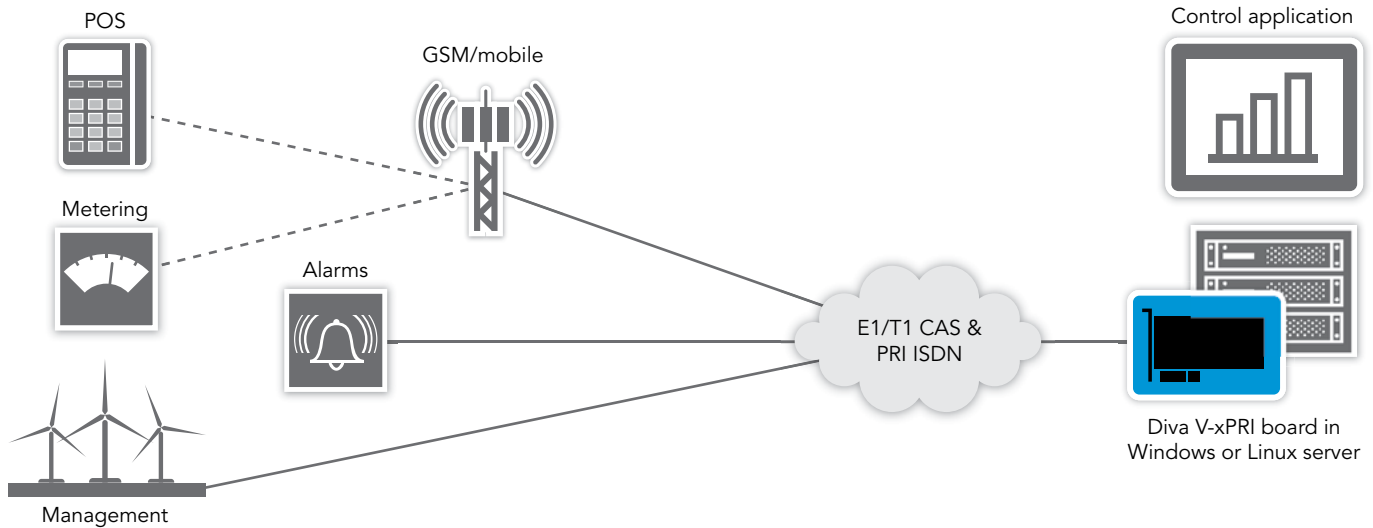 POS
GSM/mobile
Control application
Metering
Alarms
E1/T1 CAS &
PRI ISDN
Diva V-xPRI board in
Windows or Linux server
Management